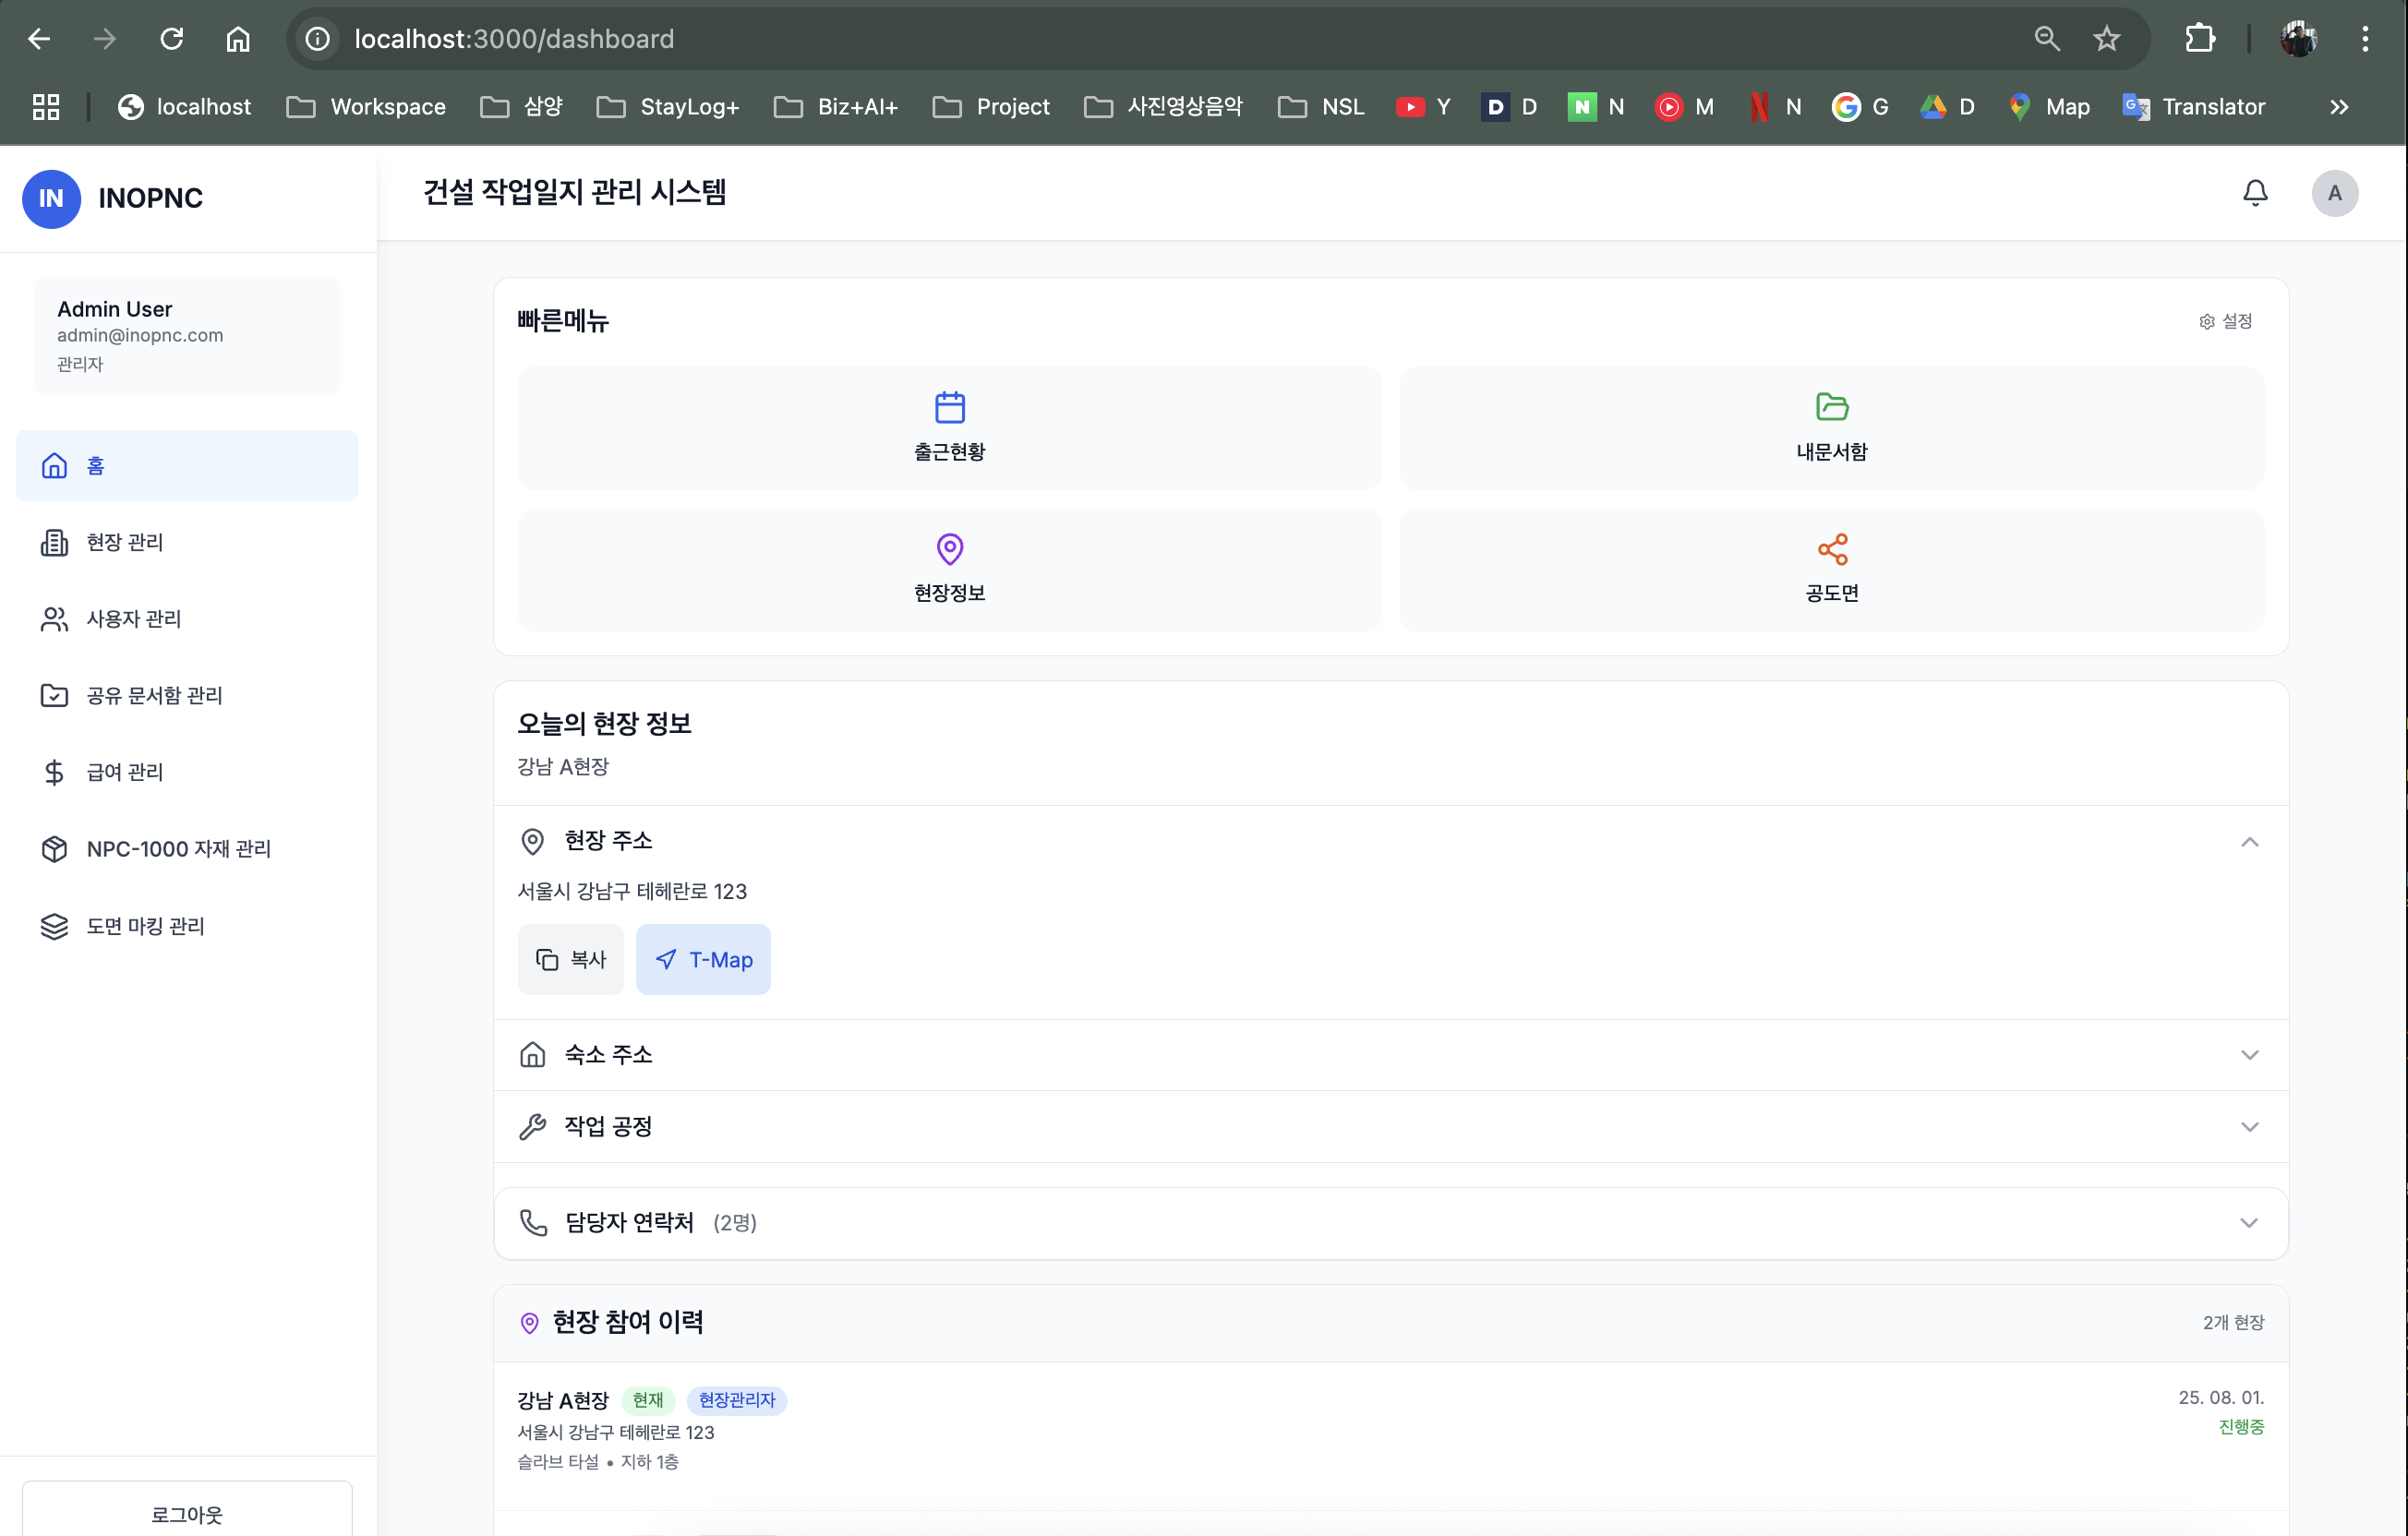 localhost:3000/dashboard
localhost Workspace 삼양 StayLog+ Biz+AI+ Project 사진영상음악 NSL Y D D N N M N G D Map Translator
IN INOPNC
건설 작업일지 관리 시스템
A
Admin User
admin@inopnc.com
관리자
홈
현장 관리
사용자 관리
공유 문서함 관리
급여 관리
NPC-1000 자재 관리
도면 마킹 관리
로그아웃
빠른메뉴
설정
출근현황
내문서함
현장정보
공도면
오늘의 현장 정보
강남 A현장
현장 주소
서울시 강남구 테헤란로 123
복사
T-Map
숙소 주소
작업 공정
담당자 연락처 (2명)
현장 참여 이력
2개 현장
강남 A현장 현재 현장관리자
25. 08. 01.
서울시 강남구 테헤란로 123
진행중
슬라브 타설 • 지하 1층